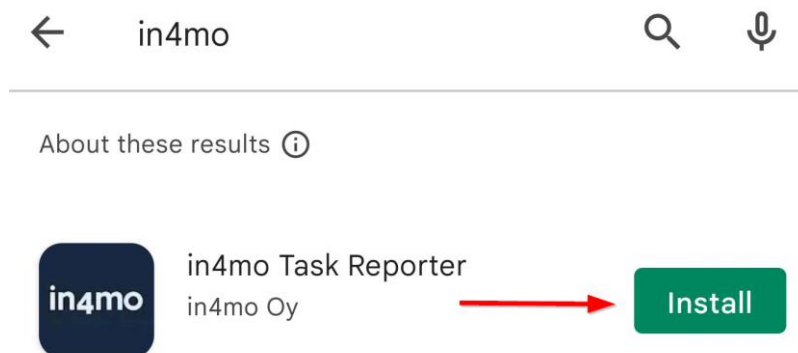 in4mo
About these results
in4mo Task Reporter
in4mo Oy
in4mo
Install